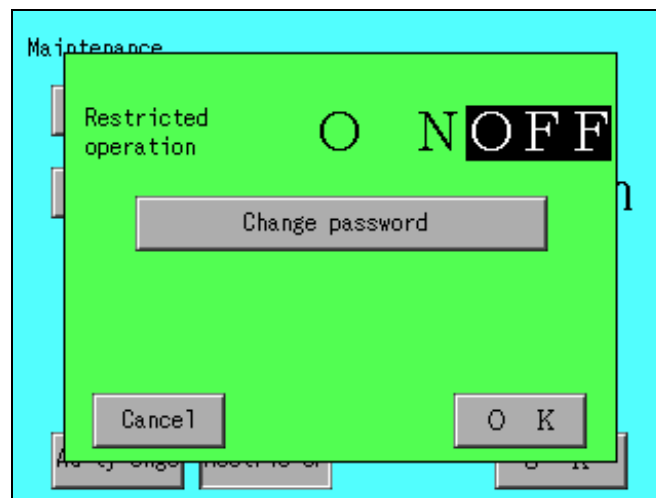 Maintenance
Restricted
operation
O N OFF
Change password
Cancel
O K